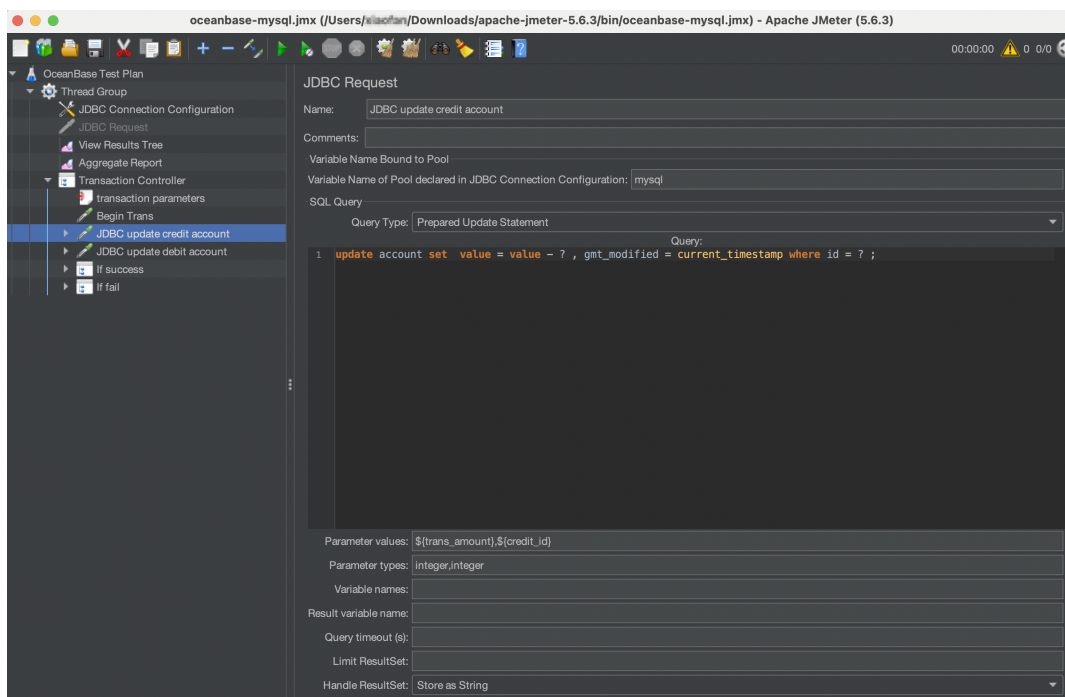 oceanbase-mysql.jmx (/Users/ /Downloads/apache-jmeter-5.6.3/bin/oceanbase-mysql.jmx) - Apache JMeter (5.6.3)
00:00:00 0 0/0
OceanBase Test Plan
Thread Group
JDBC Connection Configuration
JDBC Request
View Results Tree
Aggregate Report
Transaction Controller
transaction parameters
Begin Trans
JDBC update credit account
JDBC update debit account
If success
If fail
JDBC Request
Name: JDBC update credit account
Comments:
Variable Name Bound to Pool
Variable Name of Pool declared in JDBC Connection Configuration: mysql
SQL Query
Query Type: Prepared Update Statement
Query:
1 update account set  value = value - ? , gmt_modified = current_timestamp where id = ? ;
Parameter values: ${trans_amount},${credit_id}
Parameter types: integer,integer
Variable names:
Result variable name:
Query timeout (s):
Limit ResultSet:
Handle ResultSet: Store as String